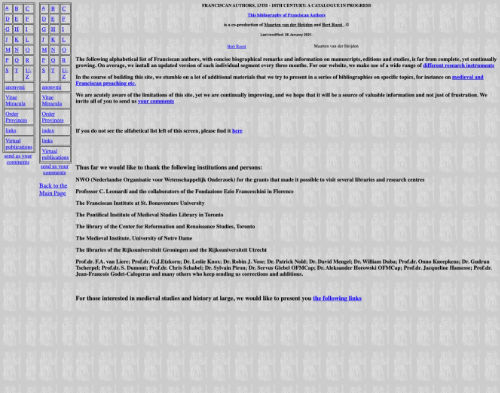 A B C
D E F
G H I
J K L
M N O
P Q R
S T U-Z
anonymi
Vitae
Miracula
Order
Provinces
links
Virtual
publications
send us your
comments
A B C
D E F
G H I
J K L
M N O
P Q R
S T U-Z
anonymi
Vitae
Miracula
Order
Provinces
index
links
Virtual
publications
send us your
comments
Back to the
Main Page
FRANCISCAN AUTHORS, 13TH - 18TH CENTURY: A CATALOGUE IN PROGRESS
This bibliography of Franciscan Authors
is a co-production of Maarten van der Heijden and Bert Roest , ©
Last modified: 28 January 2021
Bert Roest Maarten van der Heijden
The following alphabetical list of Franciscan authors, with concise biographical remarks and information on manuscripts, editions and studies, is far from complete, yet continually
growing. On average, we install an updated version of each individual segment every three months. For our website, we make use of a wide range of different research instruments
In the course of building this site, we stumble on a lot of additional materials that we try to present in a series of bibliographies on specific topics, for instance on medieval and
Franciscan preaching etc.
We are acutely aware of the limitations of this site, yet we are continually improving, and we hope that it will be a source of valuable information and not just of frustration. We
invite all of you to send us your comments
If you do not see the alfabetical list left of this screen, please find it here
Thus far we would like to thank the following institutions and persons:
NWO (Nederlandse Organisatie voor Wetenschappelijk Onderzoek) for the grants that made it possible to visit several libraries and research centres
Professor C. Leonardi and the collaborators of the Fondazione Ezio Franceschini in Florence
The Franciscan Institute at St. Bonaventure University
The Pontifical Institute of Medieval Studies Library in Toronto
The library of the Center for Reformation and Renaissance Studies, Toronto
The Medieval Institute, University of Notre Dame
The libraries of the Rijksuniversiteit Groningen and the Rijksuniversiteit Utrecht
Prof.dr. F.A. van Liere; Prof.dr. G.J.Etzkorn; Dr. Leslie Knox; Dr. Robin J. Vose; Dr. Patrick Nold; Dr. David Mengel; Dr. William Duba; Prof.dr. Onno Kneepkens; Dr. Gudrun
Tscherpel; Prof.dr. S. Dumont; Prof.dr. Chris Schabel; Dr. Sylvain Piron; Dr. Servus Giebel OFMCap; Dr. Aleksander Horowski OFMCap; Prof.dr. Jacqueline Hamesse; Prof.dr.
Jean-Francois Godet-Calogeras and many others who keep sending us corrections and additions.
For those interested in medieval studies and history at large, we would like to present you the following links